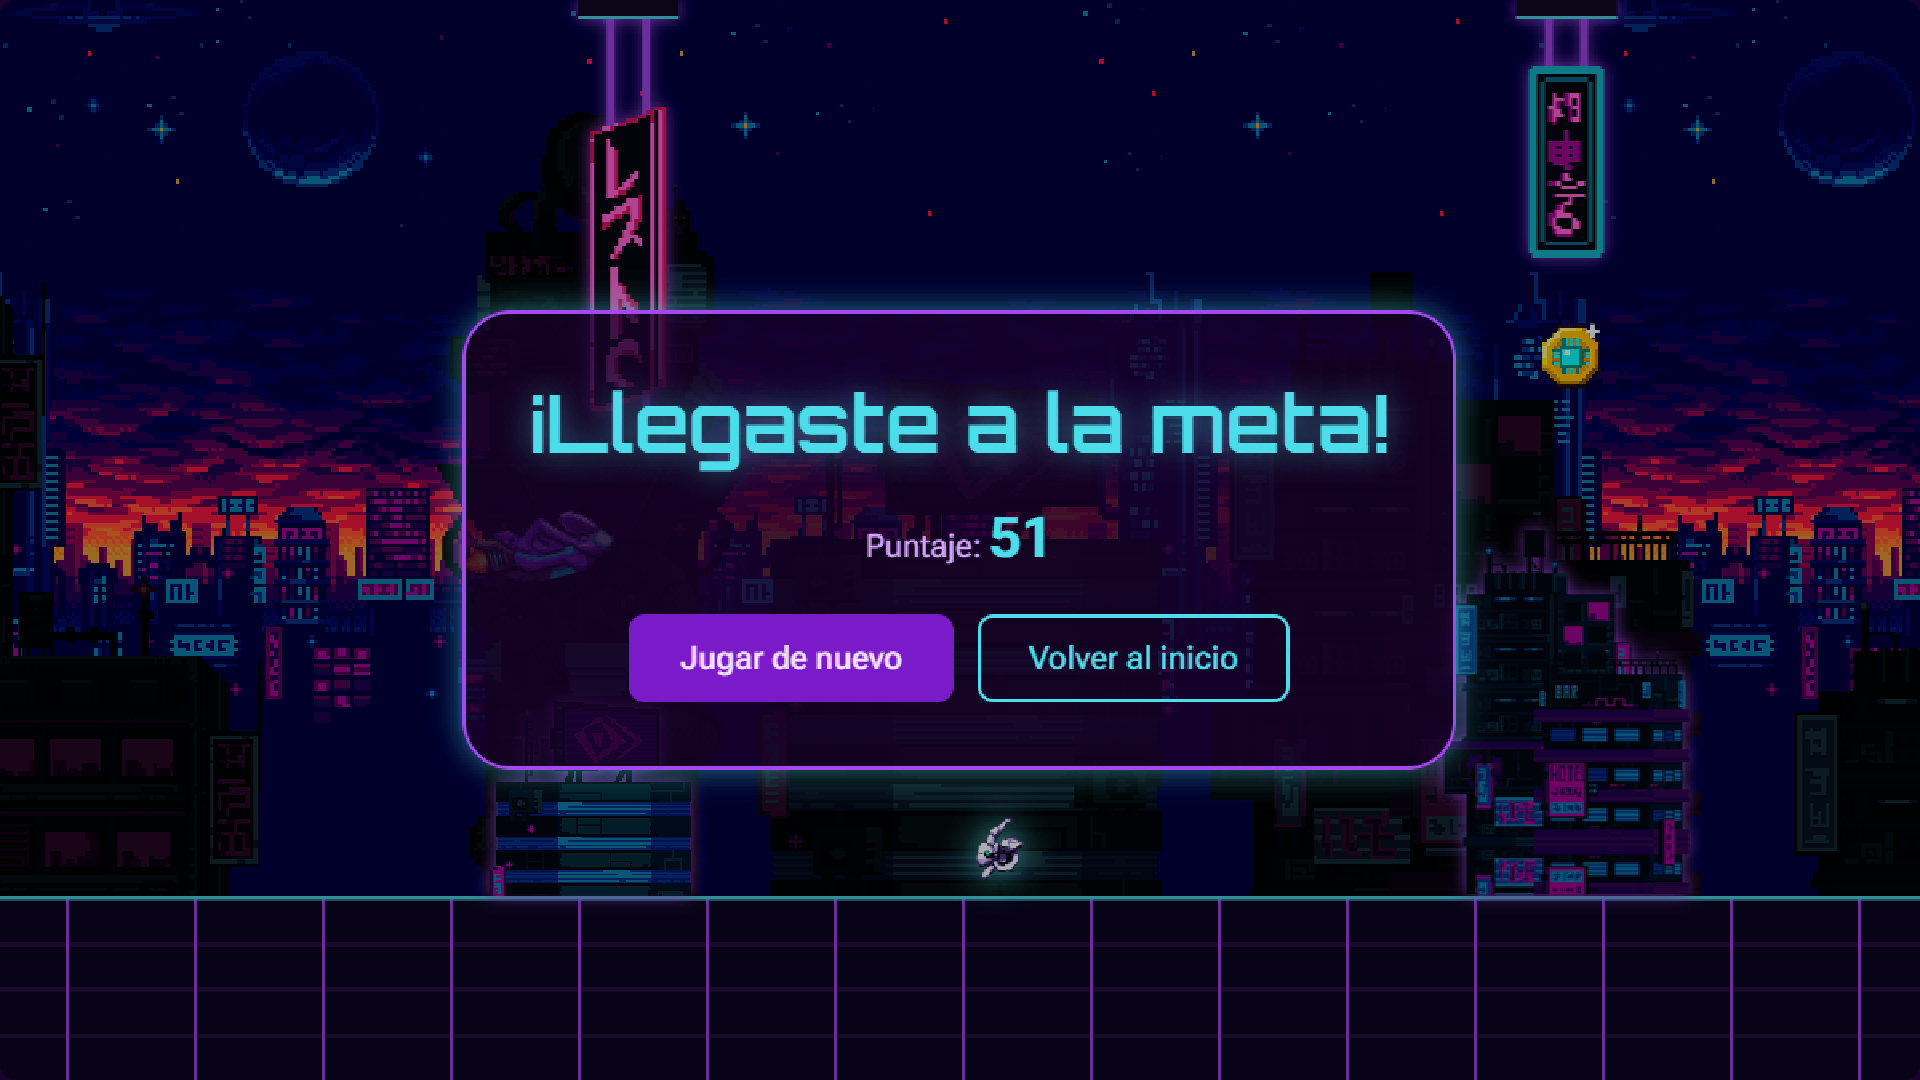 ¡Llegaste a la meta!
Puntaje: 51
Jugar de nuevo
Volver al inicio